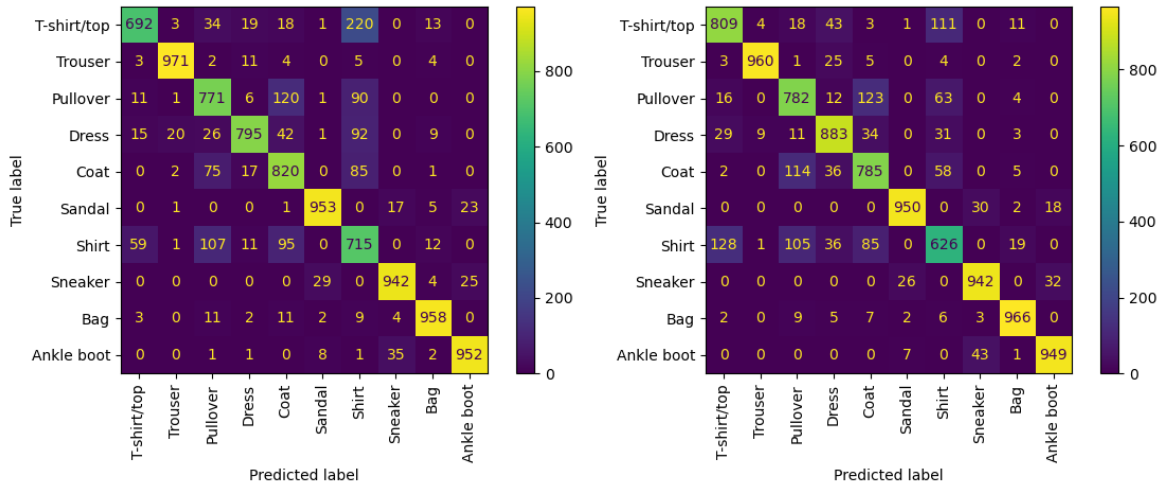 T-shirt/top 692 3 34 19 18 1 220 0 13 0
Trouser 3 971 2 11 4 0 5 0 4 0
Pullover 11 1 771 6 120 1 90 0 0 0
Dress 15 20 26 795 42 1 92 0 9 0
Coat 0 2 75 17 820 0 85 0 1 0
Sandal 0 1 0 0 1 953 0 17 5 23
Shirt 59 1 107 11 95 0 715 0 12 0
Sneaker 0 0 0 0 0 29 0 942 4 25
Bag 3 0 11 2 11 2 9 4 958 0
Ankle boot 0 0 1 1 0 8 1 35 2 952
T-shirt/top Trouser Pullover Dress Coat Sandal Shirt Sneaker Bag Ankle boot
Predicted label
True label
800
600
400
200
0
T-shirt/top 809 4 18 43 3 1 111 0 11 0
Trouser 3 960 1 25 5 0 4 0 2 0
Pullover 16 0 782 12 123 0 63 0 4 0
Dress 29 9 11 883 34 0 31 0 3 0
Coat 2 0 114 36 785 0 58 0 5 0
Sandal 0 0 0 0 0 950 0 30 2 18
Shirt 128 1 105 36 85 0 626 0 19 0
Sneaker 0 0 0 0 0 26 0 942 0 32
Bag 2 0 9 5 7 2 6 3 966 0
Ankle boot 0 0 0 0 0 7 0 43 1 949
T-shirt/top Trouser Pullover Dress Coat Sandal Shirt Sneaker Bag Ankle boot
Predicted label
True label
800
600
400
200
0